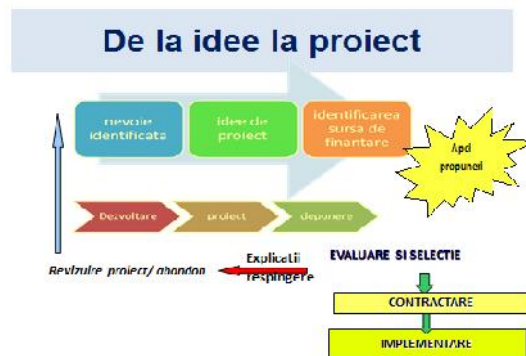 De la idee la proiect
nevoie
identificata
idee de
proiect
identificarea
sursa de
finantare
Apel
propuneri
Dezvoltare
proiect
depunere
Explicatii
respingere
EVALUARE SI SELECTIE
Revizuire proiect/ abandon
CONTRACTARE
IMPLEMENTARE